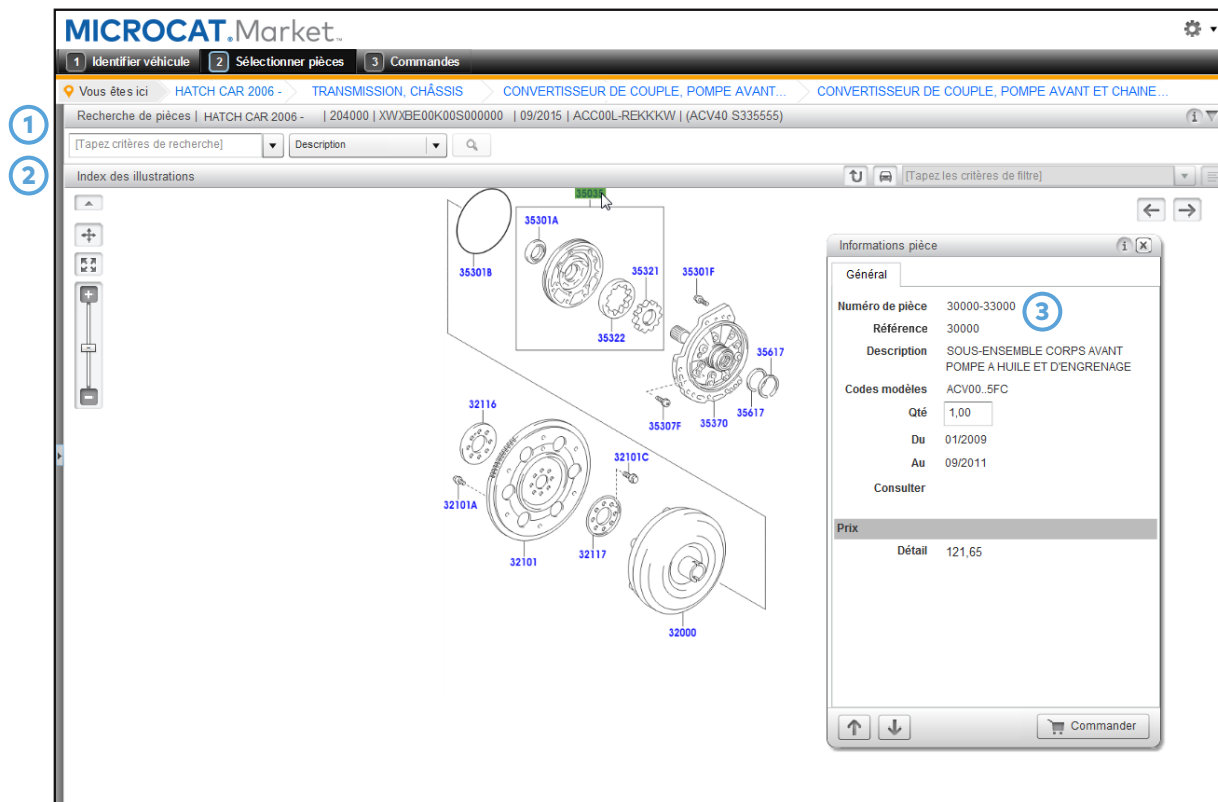 MICROCAT.Market™
1 Identifier véhicule 2 Sélectionner pièces 3 Commandes
Vous êtes ici HATCH CAR 2006 - TRANSMISSION, CHÂSSIS CONVERTISSEUR DE COUPLE, POMPE AVANT... CONVERTISSEUR DE COUPLE, POMPE AVANT ET CHAINE...
1
Recherche de pièces | HATCH CAR 2006 - | 204000 | XWXBE00K00S000000 | 09/2015 | ACC00L-REKKKW | (ACV40 S335555)
[Tapez critères de recherche] Description
2
Index des illustrations [Tapez les critères de filtre]
35301A
35301B
35321
35301F
35322
35617
35617
32116
35307F
35370
32101C
32101A
32101
32117
32000
Informations pièce
Général
Numéro de pièce 30000-33000
3
Référence 30000
Description SOUS-ENSEMBLE CORPS AVANT
POMPE A HUILE ET D'ENGRENAGE
Codes modèles ACV00..5FC
Qté 1,00
Du 01/2009
Au 09/2011
Consulter
Prix
Détail 121,65
Commander